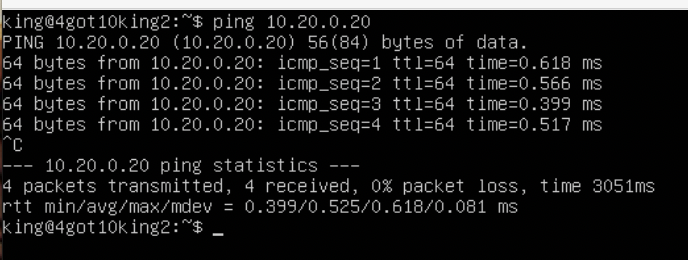 king@4got10king2:~$ ping 10.20.0.20
PING 10.20.0.20 (10.20.0.20) 56(84) bytes of data.
64 bytes from 10.20.0.20: icmp_seq=1 ttl=64 time=0.618 ms
64 bytes from 10.20.0.20: icmp_seq=2 ttl=64 time=0.566 ms
64 bytes from 10.20.0.20: icmp_seq=3 ttl=64 time=0.399 ms
64 bytes from 10.20.0.20: icmp_seq=4 ttl=64 time=0.517 ms
^C
--- 10.20.0.20 ping statistics ---
4 packets transmitted, 4 received, 0% packet loss, time 3051ms
rtt min/avg/max/mdev = 0.399/0.525/0.618/0.081 ms
king@4got10king2:~$ _